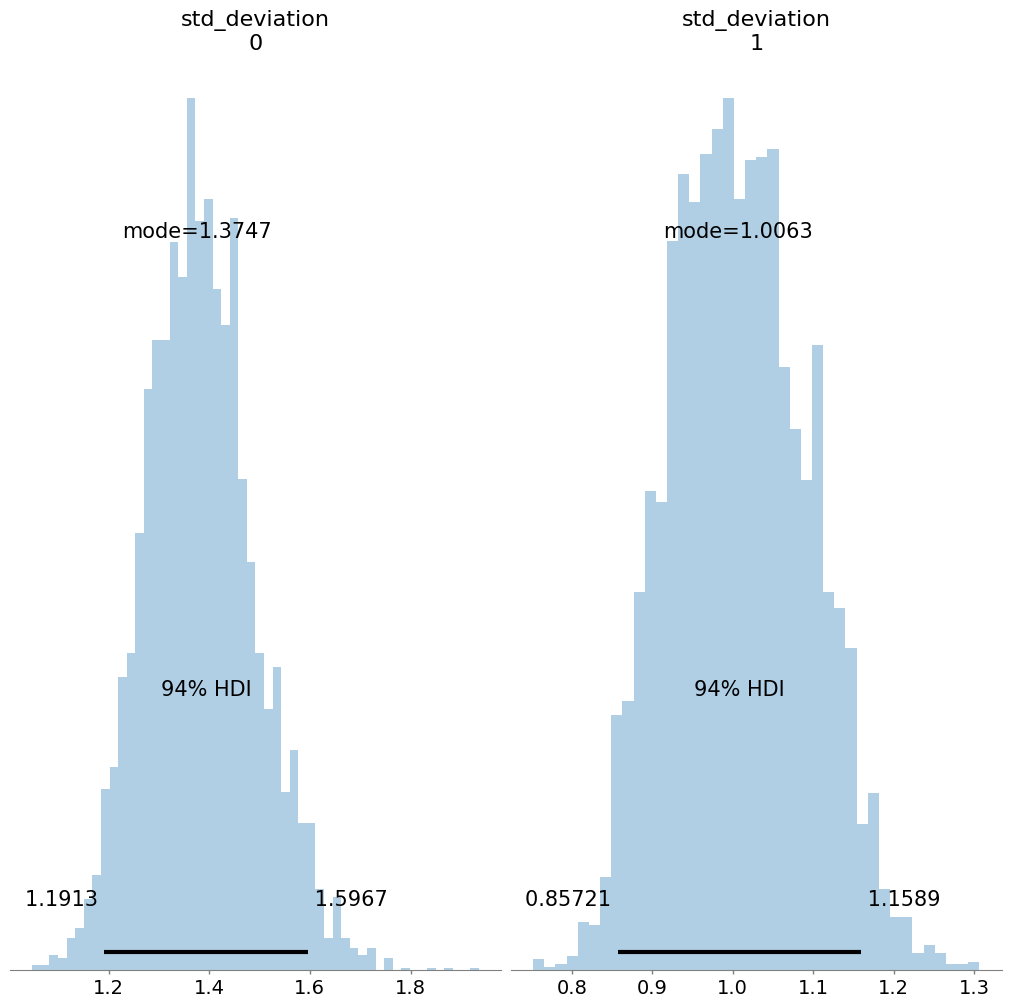 std_deviation
0
mode=1.3747
94% HDI
1.1913
1.5967
1.2
1.4
1.6
1.8
std_deviation
1
mode=1.0063
94% HDI
0.85721
1.1589
0.8
0.9
1.0
1.1
1.2
1.3